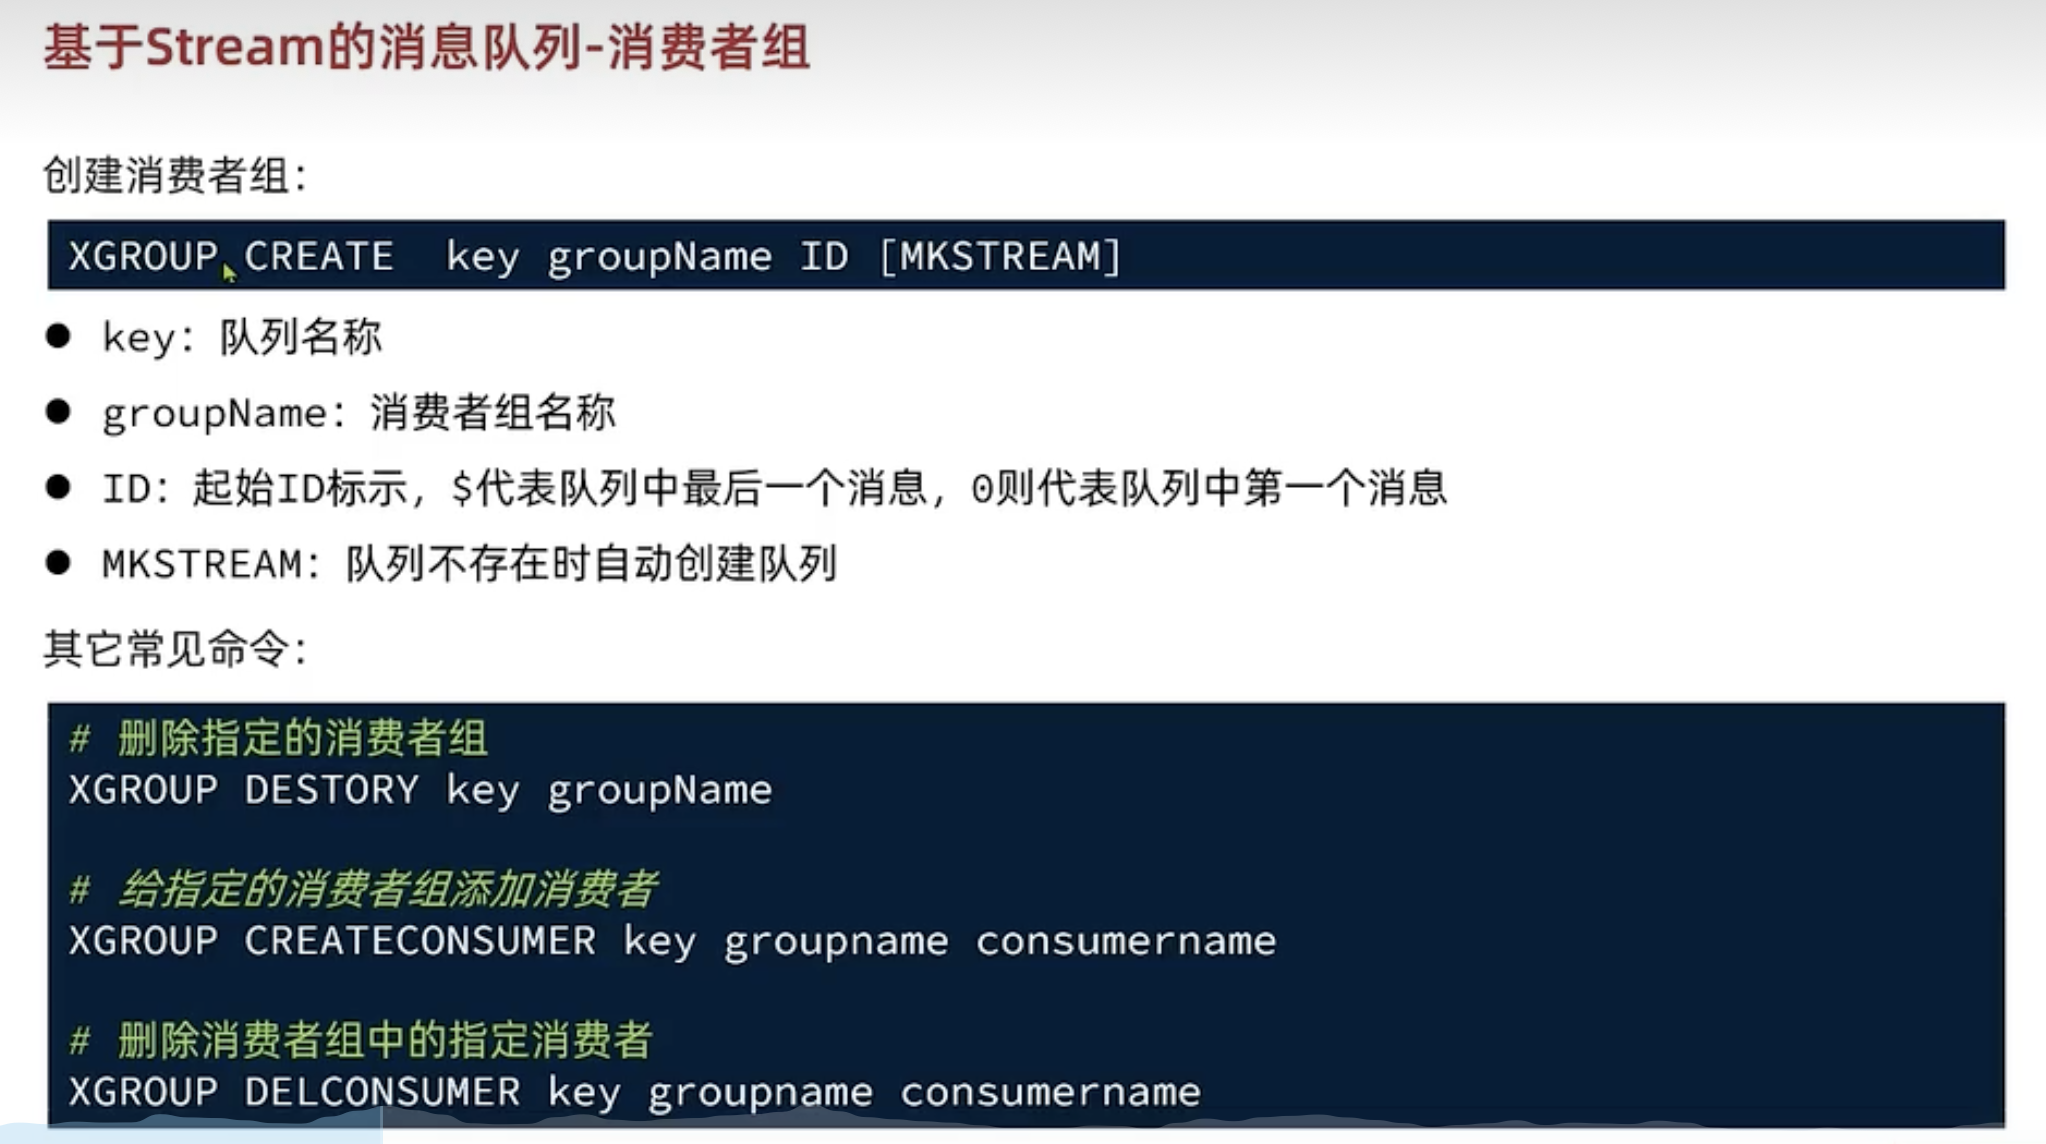 基于Stream的消息队列-消费者组
创建消费者组：
XGROUP CREATE  key groupName ID [MKSTREAM]
● key：队列名称
● groupName：消费者组名称
● ID：起始ID标示，$代表队列中最后一个消息，0则代表队列中第一个消息
● MKSTREAM：队列不存在时自动创建队列
其它常见命令：
# 删除指定的消费者组
XGROUP DESTORY key groupName
# 给指定的消费者组添加消费者
XGROUP CREATECONSUMER key groupname consumername
# 删除消费者组中的指定消费者
XGROUP DELCONSUMER key groupname consumername